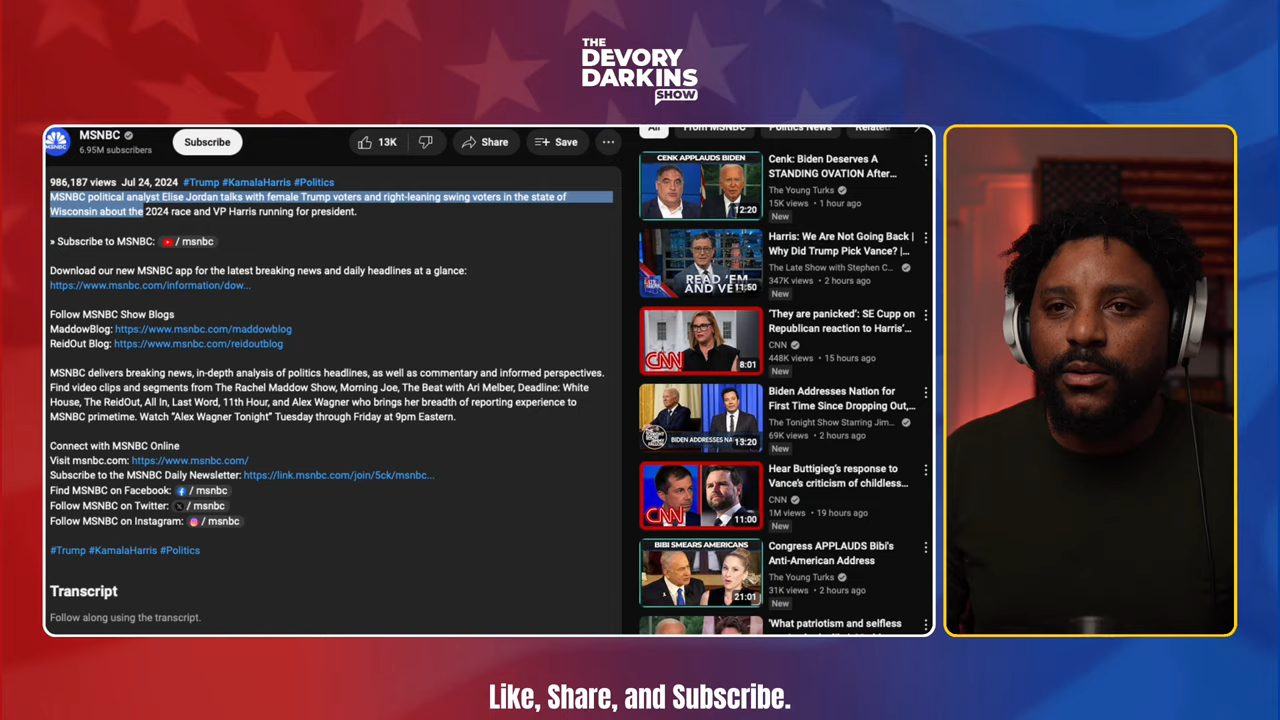 THE
DEVORY
DARKINS
SHOW
MSNBC
6.95M subscribers
Subscribe
13K
Share
Save
All
From MSNBC
Politics News
Related
986,187 views Jul 24, 2024 #Trump #KamalaHarris #Politics
MSNBC political analyst Elise Jordan talks with female Trump voters and right-leaning swing voters in the state of
Wisconsin about the 2024 race and VP Harris running for president.
» Subscribe to MSNBC: / msnbc
Download our new MSNBC app for the latest breaking news and daily headlines at a glance:
https://www.msnbc.com/information/dow...
Follow MSNBC Show Blogs
MaddowBlog: https://www.msnbc.com/maddowblog
ReidOut Blog: https://www.msnbc.com/reidoutblog
MSNBC delivers breaking news, in-depth analysis of politics headlines, as well as commentary and informed perspectives.
Find video clips and segments from The Rachel Maddow Show, Morning Joe, The Beat with Ari Melber, Deadline: White
House, The ReidOut, All In, Last Word, 11th Hour, and Alex Wagner who brings her breadth of reporting experience to
MSNBC primetime. Watch "Alex Wagner Tonight" Tuesday through Friday at 9pm Eastern.
Connect with MSNBC Online
Visit msnbc.com: https://www.msnbc.com/
Subscribe to the MSNBC Daily Newsletter: https://link.msnbc.com/join/5ck/msnbc...
Find MSNBC on Facebook: / msnbc
Follow MSNBC on Twitter: / msnbc
Follow MSNBC on Instagram: / msnbc
#Trump #KamalaHarris #Politics
Transcript
Follow along using the transcript.
CENK APPLAUDS BIDEN
12:20
Cenk: Biden Deserves A
STANDING OVATION After...
The Young Turks
15K views • 1 hour ago
New
READ 'EM
AND
11:50
Harris: We Are Not Going Back |
Why Did Trump Pick Vance? |...
The Late Show with Stephen C...
347K views • 2 hours ago
New
CNN
8:01
'They are panicked': SE Cupp on
Republican reaction to Harris'...
CNN
448K views • 15 hours ago
New
BIDEN ADDRESSES
13:20
Biden Addresses Nation for
First Time Since Dropping Out,...
The Tonight Show Starring Jim...
69K views • 2 hours ago
New
CNN
11:00
Hear Buttigieg's response to
Vance's criticism of childless...
CNN
1M views • 19 hours ago
New
BIBI SMEARS AMERICANS
21:01
Congress APPLAUDS Bibi's
Anti-American Address
The Young Turks
31K views • 2 hours ago
New
'What patriotism and selfless
Like, Share, and Subscribe.